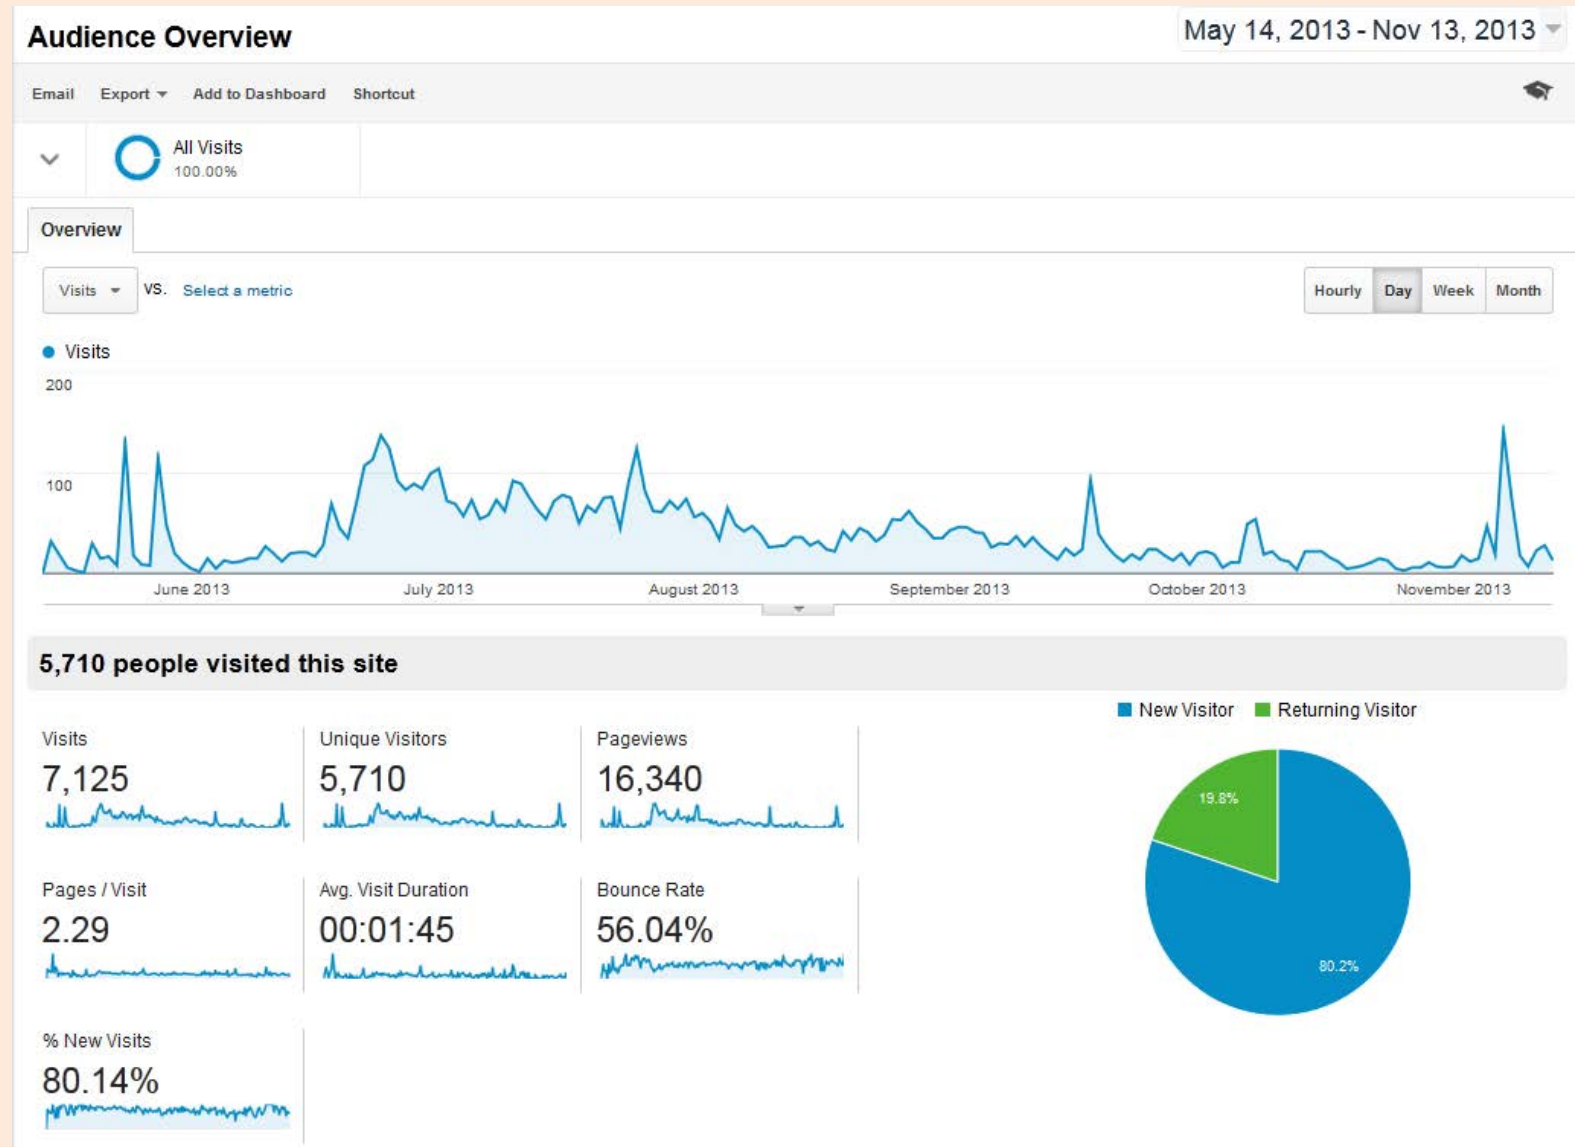 Audience Overview
May 14, 2013 - Nov 13, 2013
Email Export Add to Dashboard Shortcut
All Visits
100.00%
Overview
Visits VS. Select a metric
Hourly Day Week Month
Visits
200
100
June 2013 July 2013 August 2013 September 2013 October 2013 November 2013
5,710 people visited this site
New Visitor Returning Visitor
Visits Unique Visitors Pageviews
7,125 5,710 16,340
19.8%
Pages / Visit Avg. Visit Duration Bounce Rate
2.29 00:01:45 56.04%
80.2%
% New Visits
80.14%